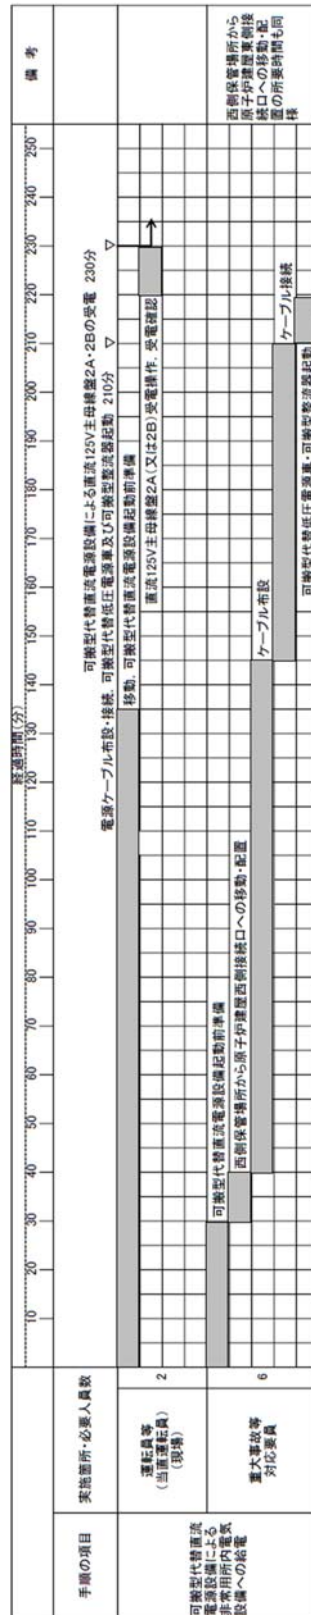 経過時間(分)
備 考
10 20 30 40 50 60 70 80 90 100 110 120 130 140 150 160 170 180 190 200 210 220 230 240 250
手順の項目
実施箇所・必要人員数
可搬型代替直流電源設備による直流125V主母線盤2A・2Bの受電 230分
電源ケーブル布設・接続，可搬型代替低圧電源車及び可搬型整流器起動 210分
▽
▽
可搬型代替直流
電源設備による
非常用所内電気
設備への給電
運転員等
(当直運転員)
(現場)
2
移動，可搬型代替直流電源設備起動前準備
直流125V主母線盤2A(又は2B)受電操作，受電確認
重大事故等
対応要員
6
可搬型代替直流電源設備起動前準備
西側保管場所から原子炉建屋西側接続口への移動・配置
ケーブル布設
ケーブル接続
可搬型代替低圧電源車・可搬型整流器起動
西側保管場所から
原子炉建屋東側接
続口への移動・配
置の所要時間も同
様